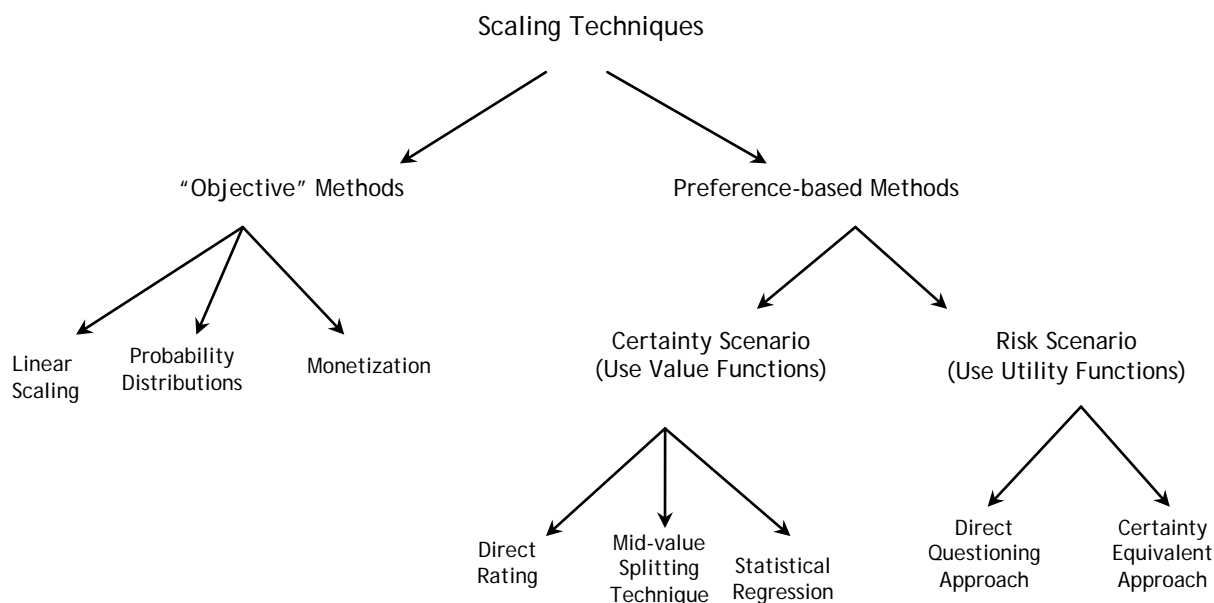 Scaling Techniques
“Objective” Methods
Preference-based Methods
Linear
Scaling
Probability
Distributions
Monetization
Certainty Scenario
(Use Value Functions)
Risk Scenario
(Use Utility Functions)
Direct
Rating
Mid-value
Splitting
Technique
Statistical
Regression
Direct
Questioning
Approach
Certainty
Equivalent
Approach